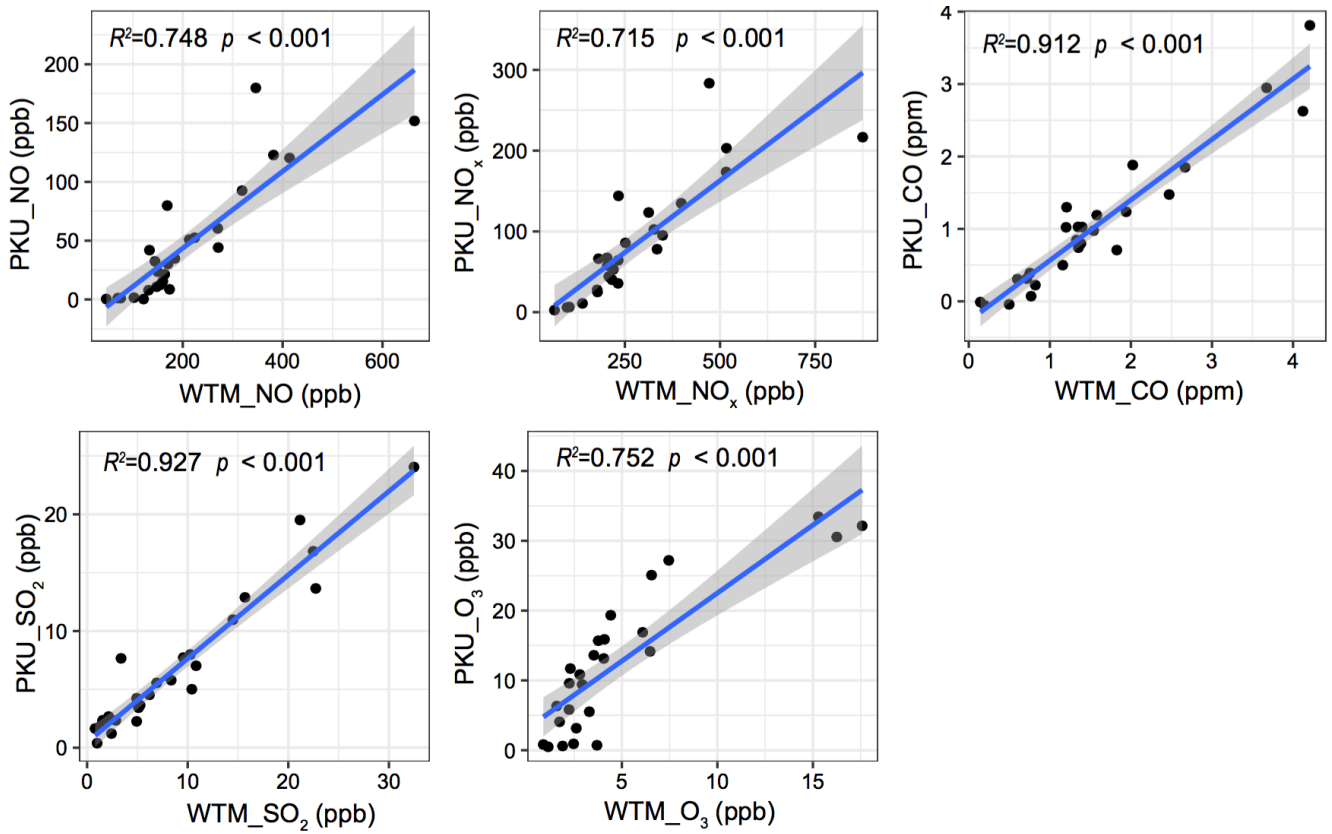 R²=0.748 p < 0.001
PKU_NO (ppb)
200
150
100
50
0
200 400 600
WTM_NO (ppb)
R²=0.715 p < 0.001
PKU_NOₓ (ppb)
300
200
100
0
250 500 750
WTM_NOₓ (ppb)
R²=0.912 p < 0.001
PKU_CO (ppm)
4
3
2
1
0
0 1 2 3 4
WTM_CO (ppm)
R²=0.927 p < 0.001
PKU_SO₂ (ppb)
20
10
0
0 10 20 30
WTM_SO₂ (ppb)
R²=0.752 p < 0.001
PKU_O₃ (ppb)
40
30
20
10
0
5 10 15
WTM_O₃ (ppb)